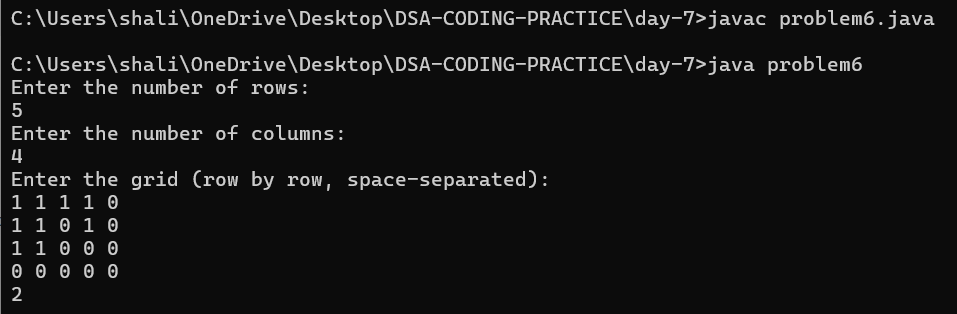 C:\Users\shali\OneDrive\Desktop\DSA-CODING-PRACTICE\day-7>javac problem6.java
C:\Users\shali\OneDrive\Desktop\DSA-CODING-PRACTICE\day-7>java problem6
Enter the number of rows:
5
Enter the number of columns:
4
Enter the grid (row by row, space-separated):
1 1 1 1 0
1 1 0 1 0
1 1 0 0 0
0 0 0 0 0
2